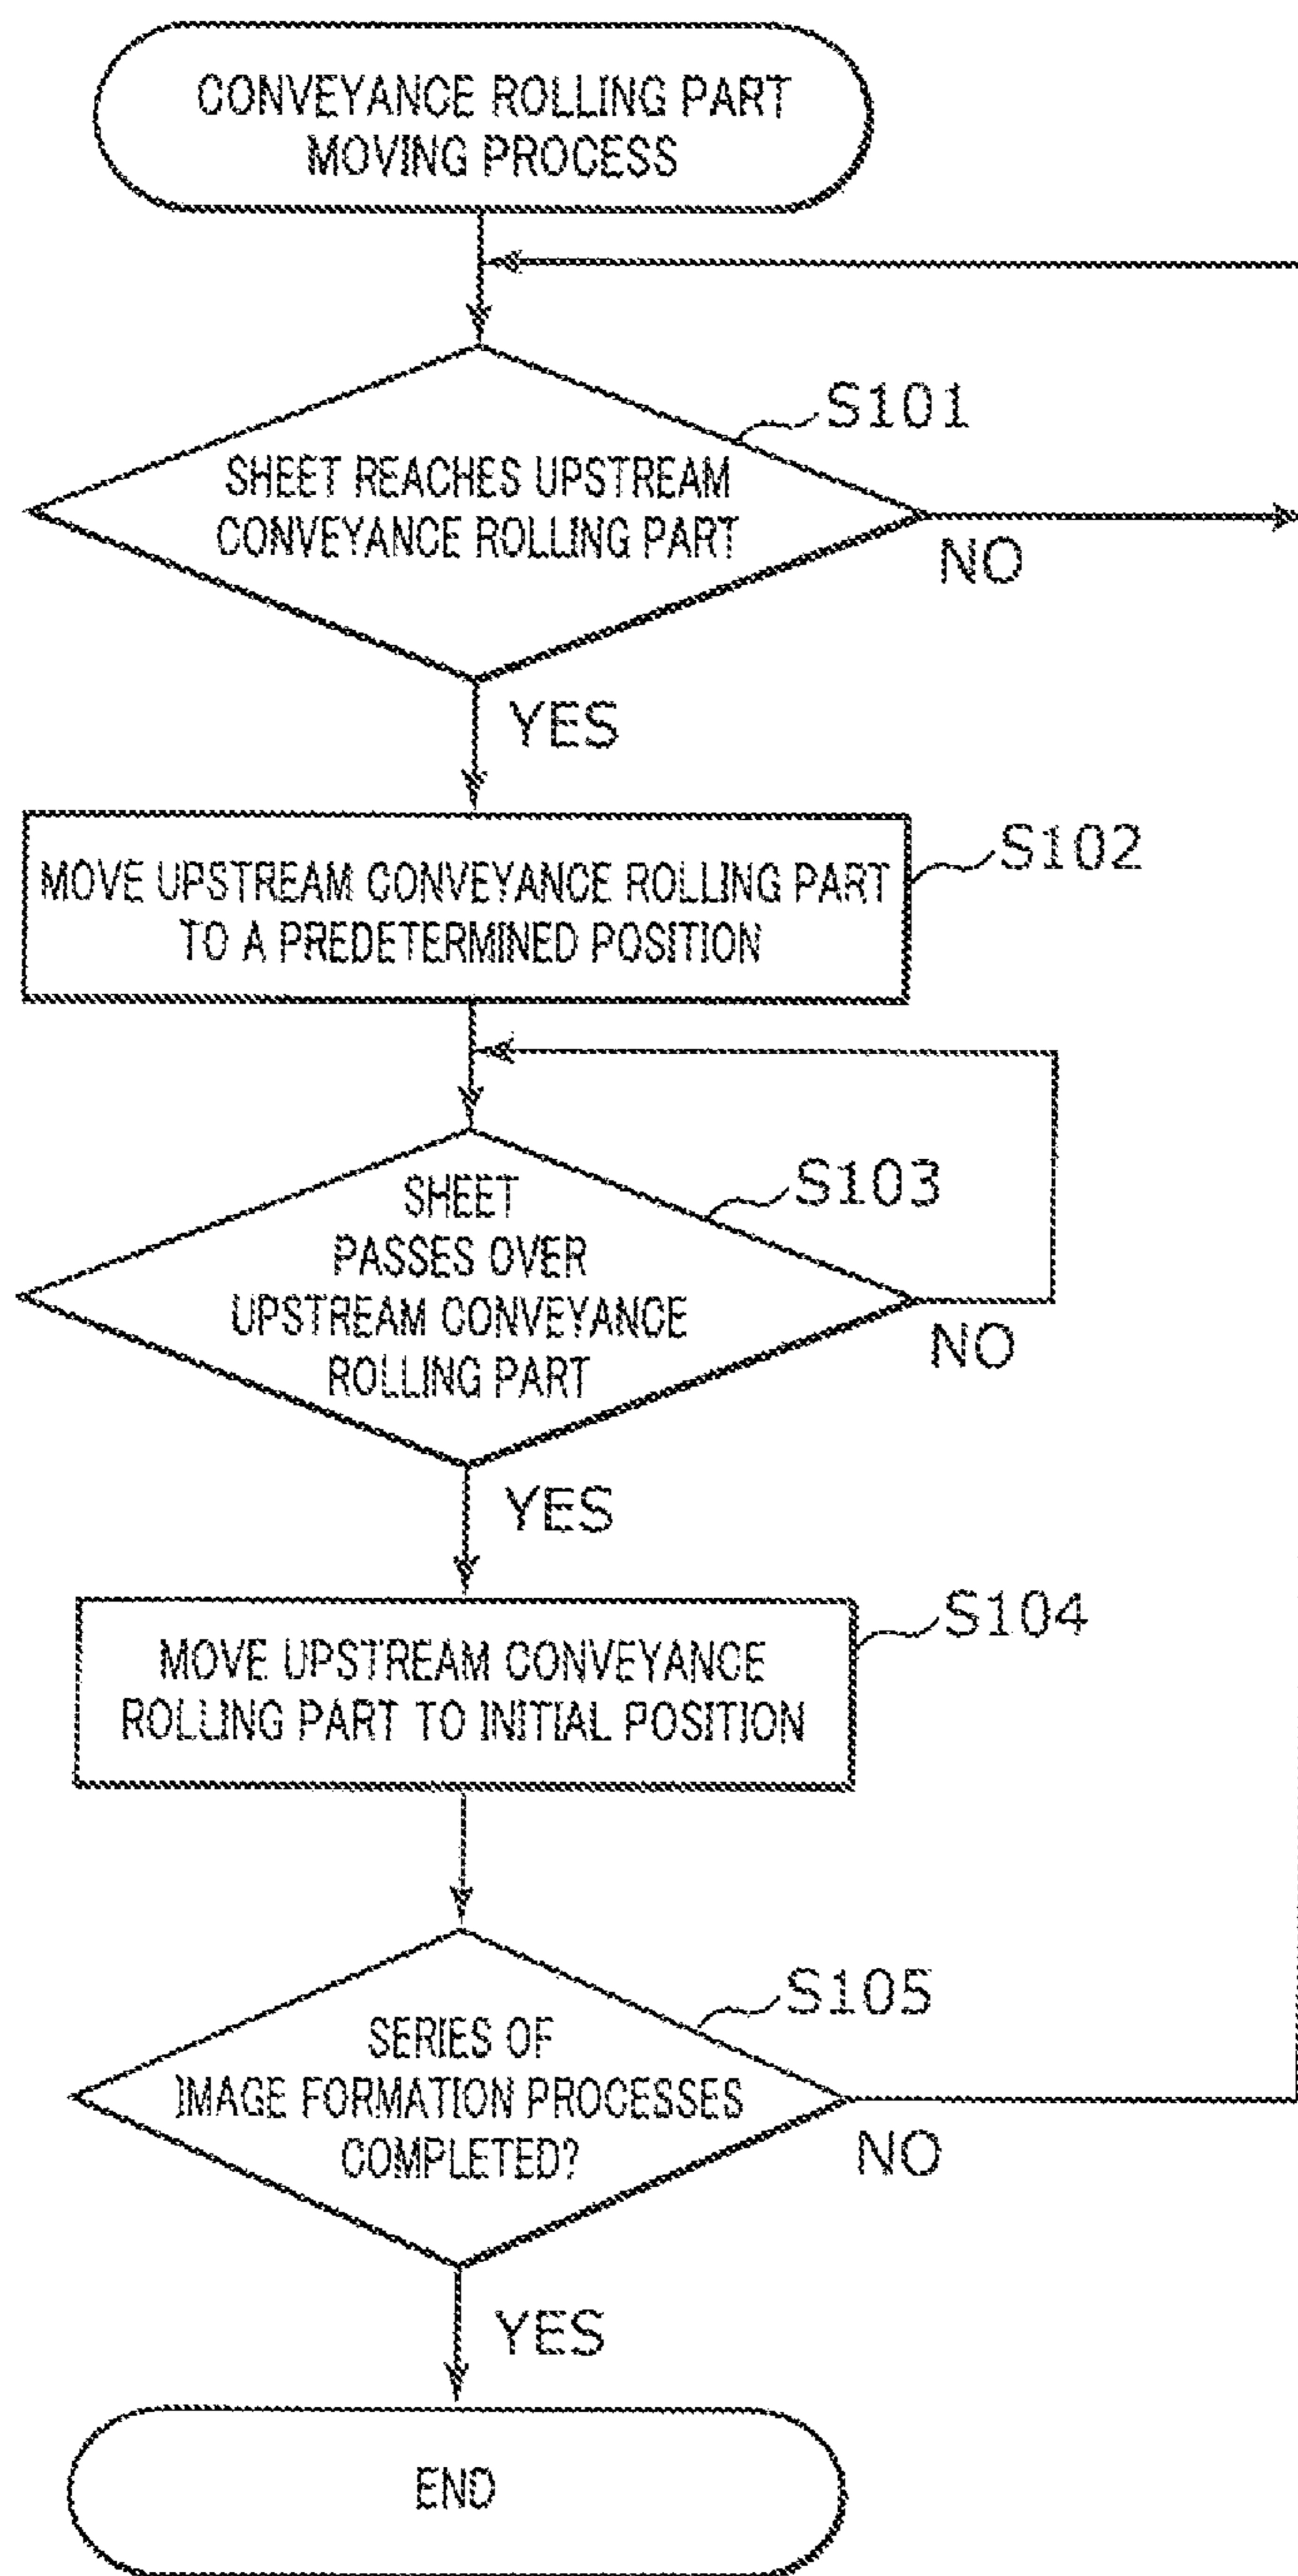 CONVEYANCE ROLLING PART
MOVING PROCESS
S101
SHEET REACHES UPSTREAM
CONVEYANCE ROLLING PART
NO
YES
S102
MOVE UPSTREAM CONVEYANCE ROLLING PART
TO A PREDETERMINED POSITION
S103
SHEET
PASSES OVER
UPSTREAM CONVEYANCE
ROLLING PART
NO
YES
S104
MOVE UPSTREAM CONVEYANCE
ROLLING PART TO INITIAL POSITION
S105
SERIES OF
IMAGE FORMATION PROCESSES
COMPLETED?
NO
YES
END